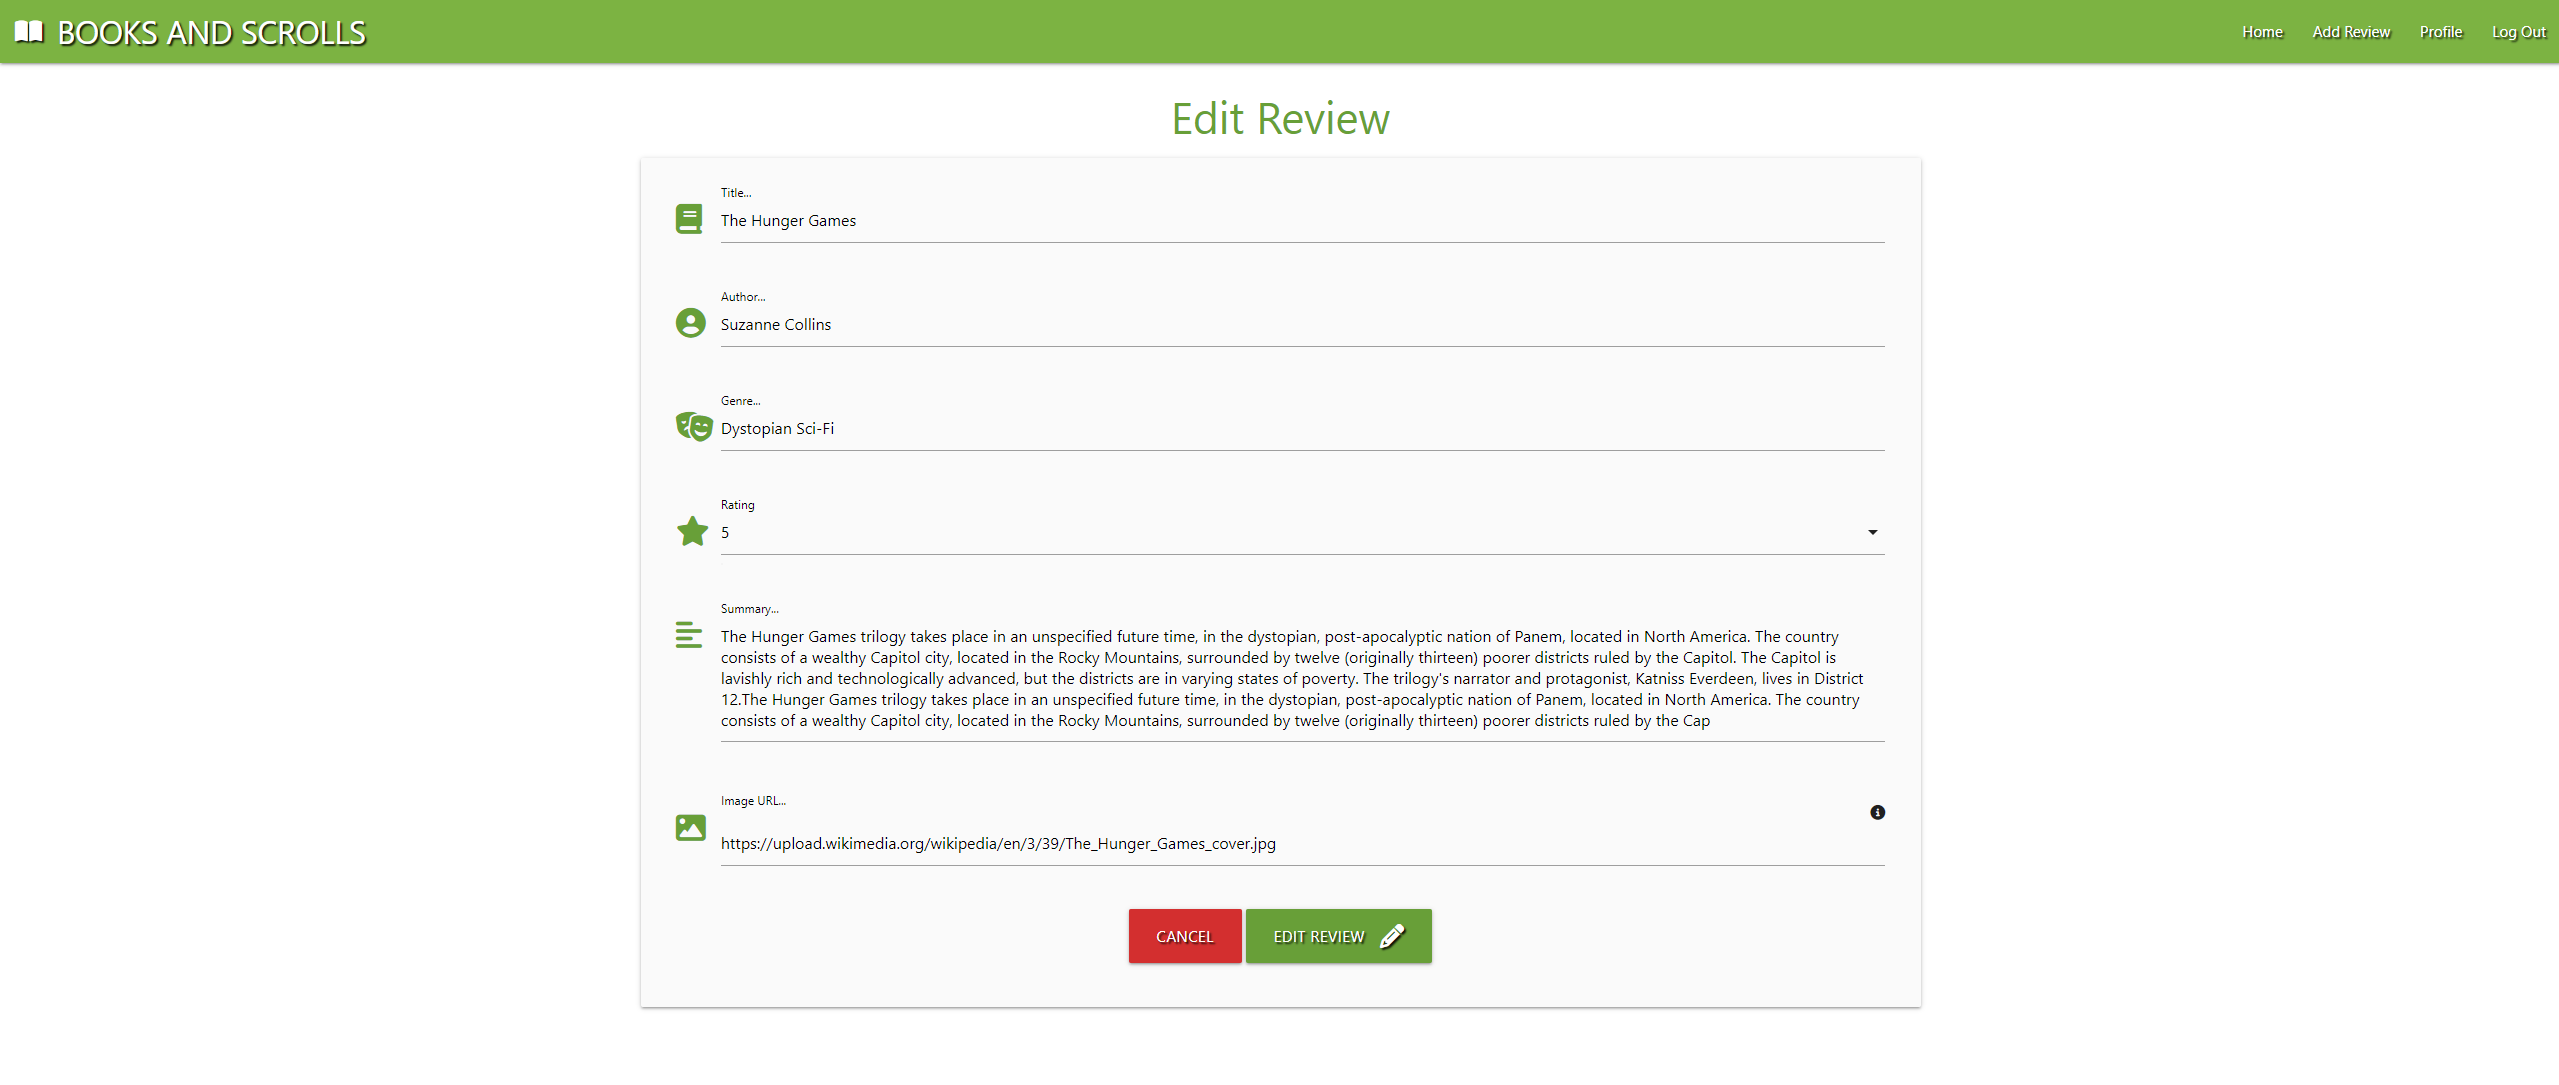 BOOKS AND SCROLLS
Home Add Review Profile Log Out
Edit Review
Title...
The Hunger Games
Author...
Suzanne Collins
Genre...
Dystopian Sci-Fi
Rating
5
Summary...
The Hunger Games trilogy takes place in an unspecified future time, in the dystopian, post-apocalyptic nation of Panem, located in North America. The country
consists of a wealthy Capitol city, located in the Rocky Mountains, surrounded by twelve (originally thirteen) poorer districts ruled by the Capitol. The Capitol is
lavishly rich and technologically advanced, but the districts are in varying states of poverty. The trilogy's narrator and protagonist, Katniss Everdeen, lives in District
12.The Hunger Games trilogy takes place in an unspecified future time, in the dystopian, post-apocalyptic nation of Panem, located in North America. The country
consists of a wealthy Capitol city, located in the Rocky Mountains, surrounded by twelve (originally thirteen) poorer districts ruled by the Cap
Image URL...
https://upload.wikimedia.org/wikipedia/en/3/39/The_Hunger_Games_cover.jpg
CANCEL
EDIT REVIEW